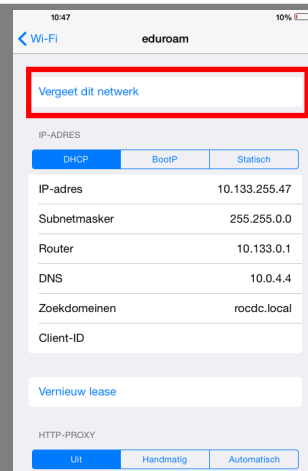 10:47 10%
Wi-Fi eduroam
Vergeet dit netwerk
IP-ADRES
DHCP BootP Statisch
IP-adres 10.133.255.47
Subnetmasker 255.255.0.0
Router 10.133.0.1
DNS 10.0.4.4
Zoekdomeinen rocdc.local
Client-ID
Vernieuw lease
HTTP-PROXY
Uit Handmatig Automatisch